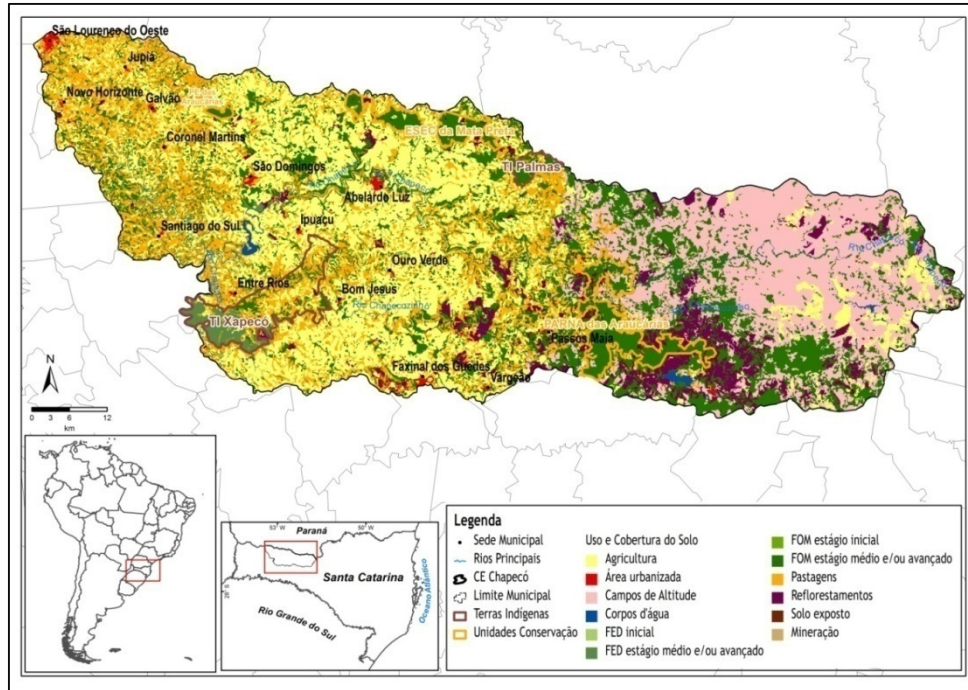 São Lourenço do Oeste
Jupiá
Novo Horizonte
Galvão
Araucárias
ESEC da Mata Preta
Coronel Martins
TI Palmas
São Domingos
Abelardo Luz
Santiago do Sul
Ipuaçu
Ouro Verde
Entre Rios
Bom Jesus
Rio Chapecozinho
TI Xapecó
PARNA das Araucárias
Passos Maia
Faxinal dos Guedes
Vargeão
N
0 3 6 12
km
53°W 50°W
Paraná
Santa Catarina
Rio Grande do Sul
Oceano Atlântico
Legenda
Sede Municipal
Rios Principais
CE Chapecó
Limite Municipal
Terras Indígenas
Unidades Conservação
Uso e Cobertura do Solo
Agricultura
Área urbanizada
Campos de Altitude
Corpos d'água
FED inicial
FED estágio médio e/ou avançado
FOM estágio inicial
FOM estágio médio e/ou avançado
Pastagens
Reflorestamentos
Solo exposto
Mineração